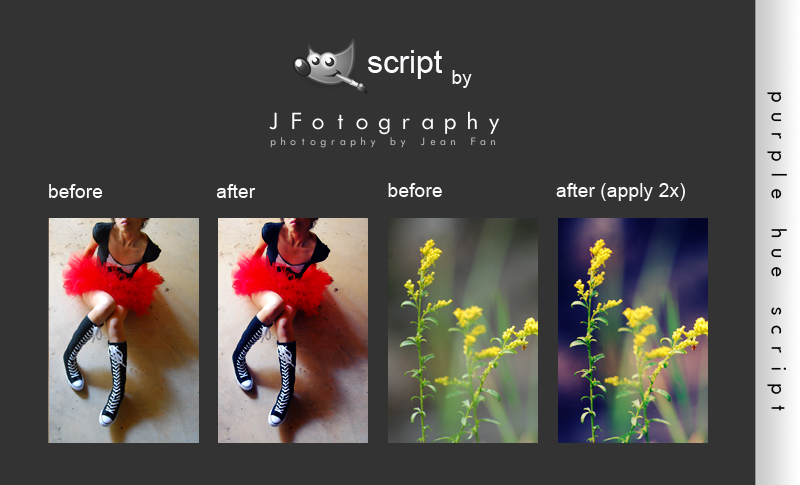 script by
JFotography
photography by Jean Fan
before
after
before
after (apply 2x)
purple hue script